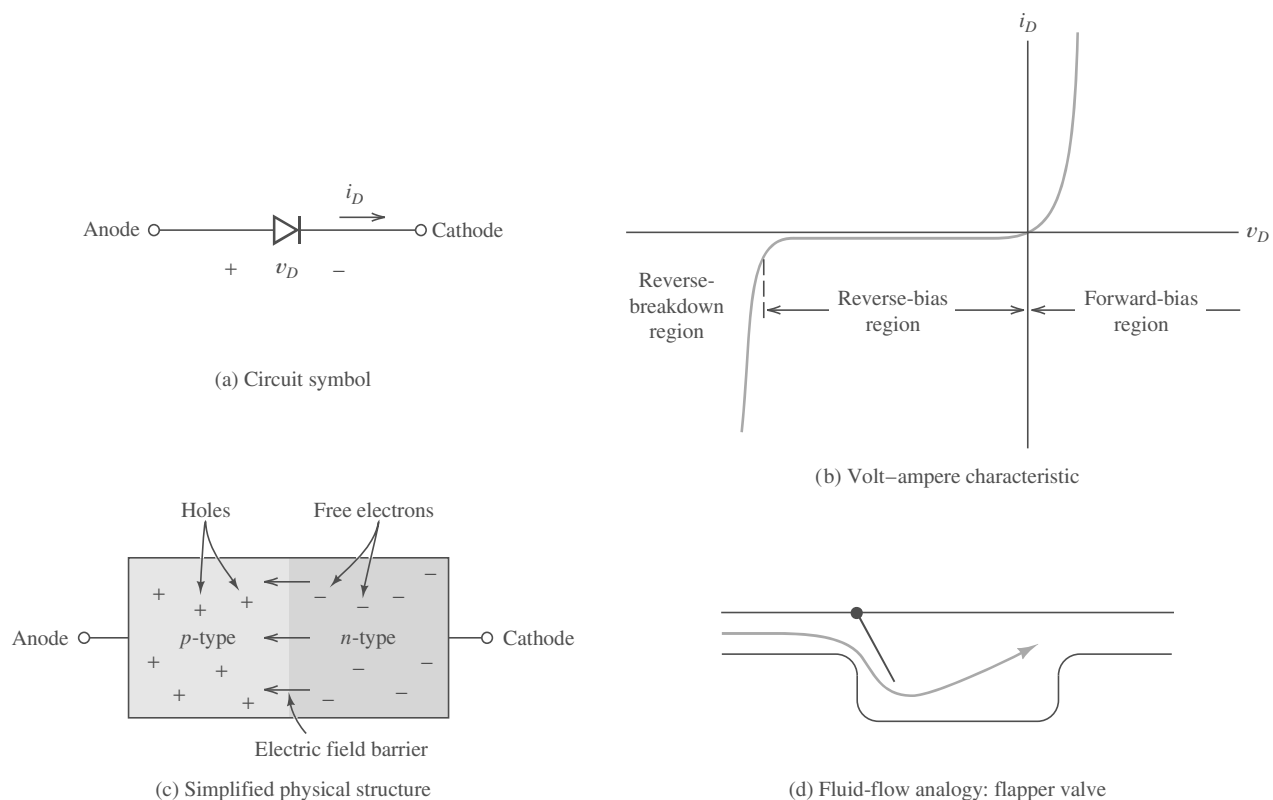 i_D
Anode
Cathode
+ v_D −
(a) Circuit symbol
i_D
v_D
Reverse-
breakdown
region
Reverse-bias
region
Forward-bias
region
(b) Volt–ampere characteristic
Holes
Free electrons
Anode
p-type
n-type
Cathode
Electric field barrier
(c) Simplified physical structure
(d) Fluid-flow analogy: flapper valve